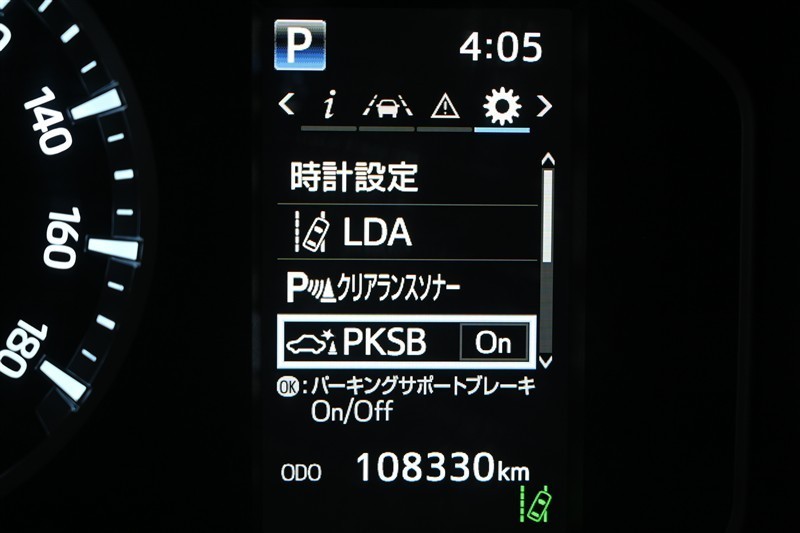 P 4:05
140
160
180
時計設定
LDA
Pクリアランスソナー
PKSB On
OK:パーキングサポートブレーキ
On/Off
ODO 108330km